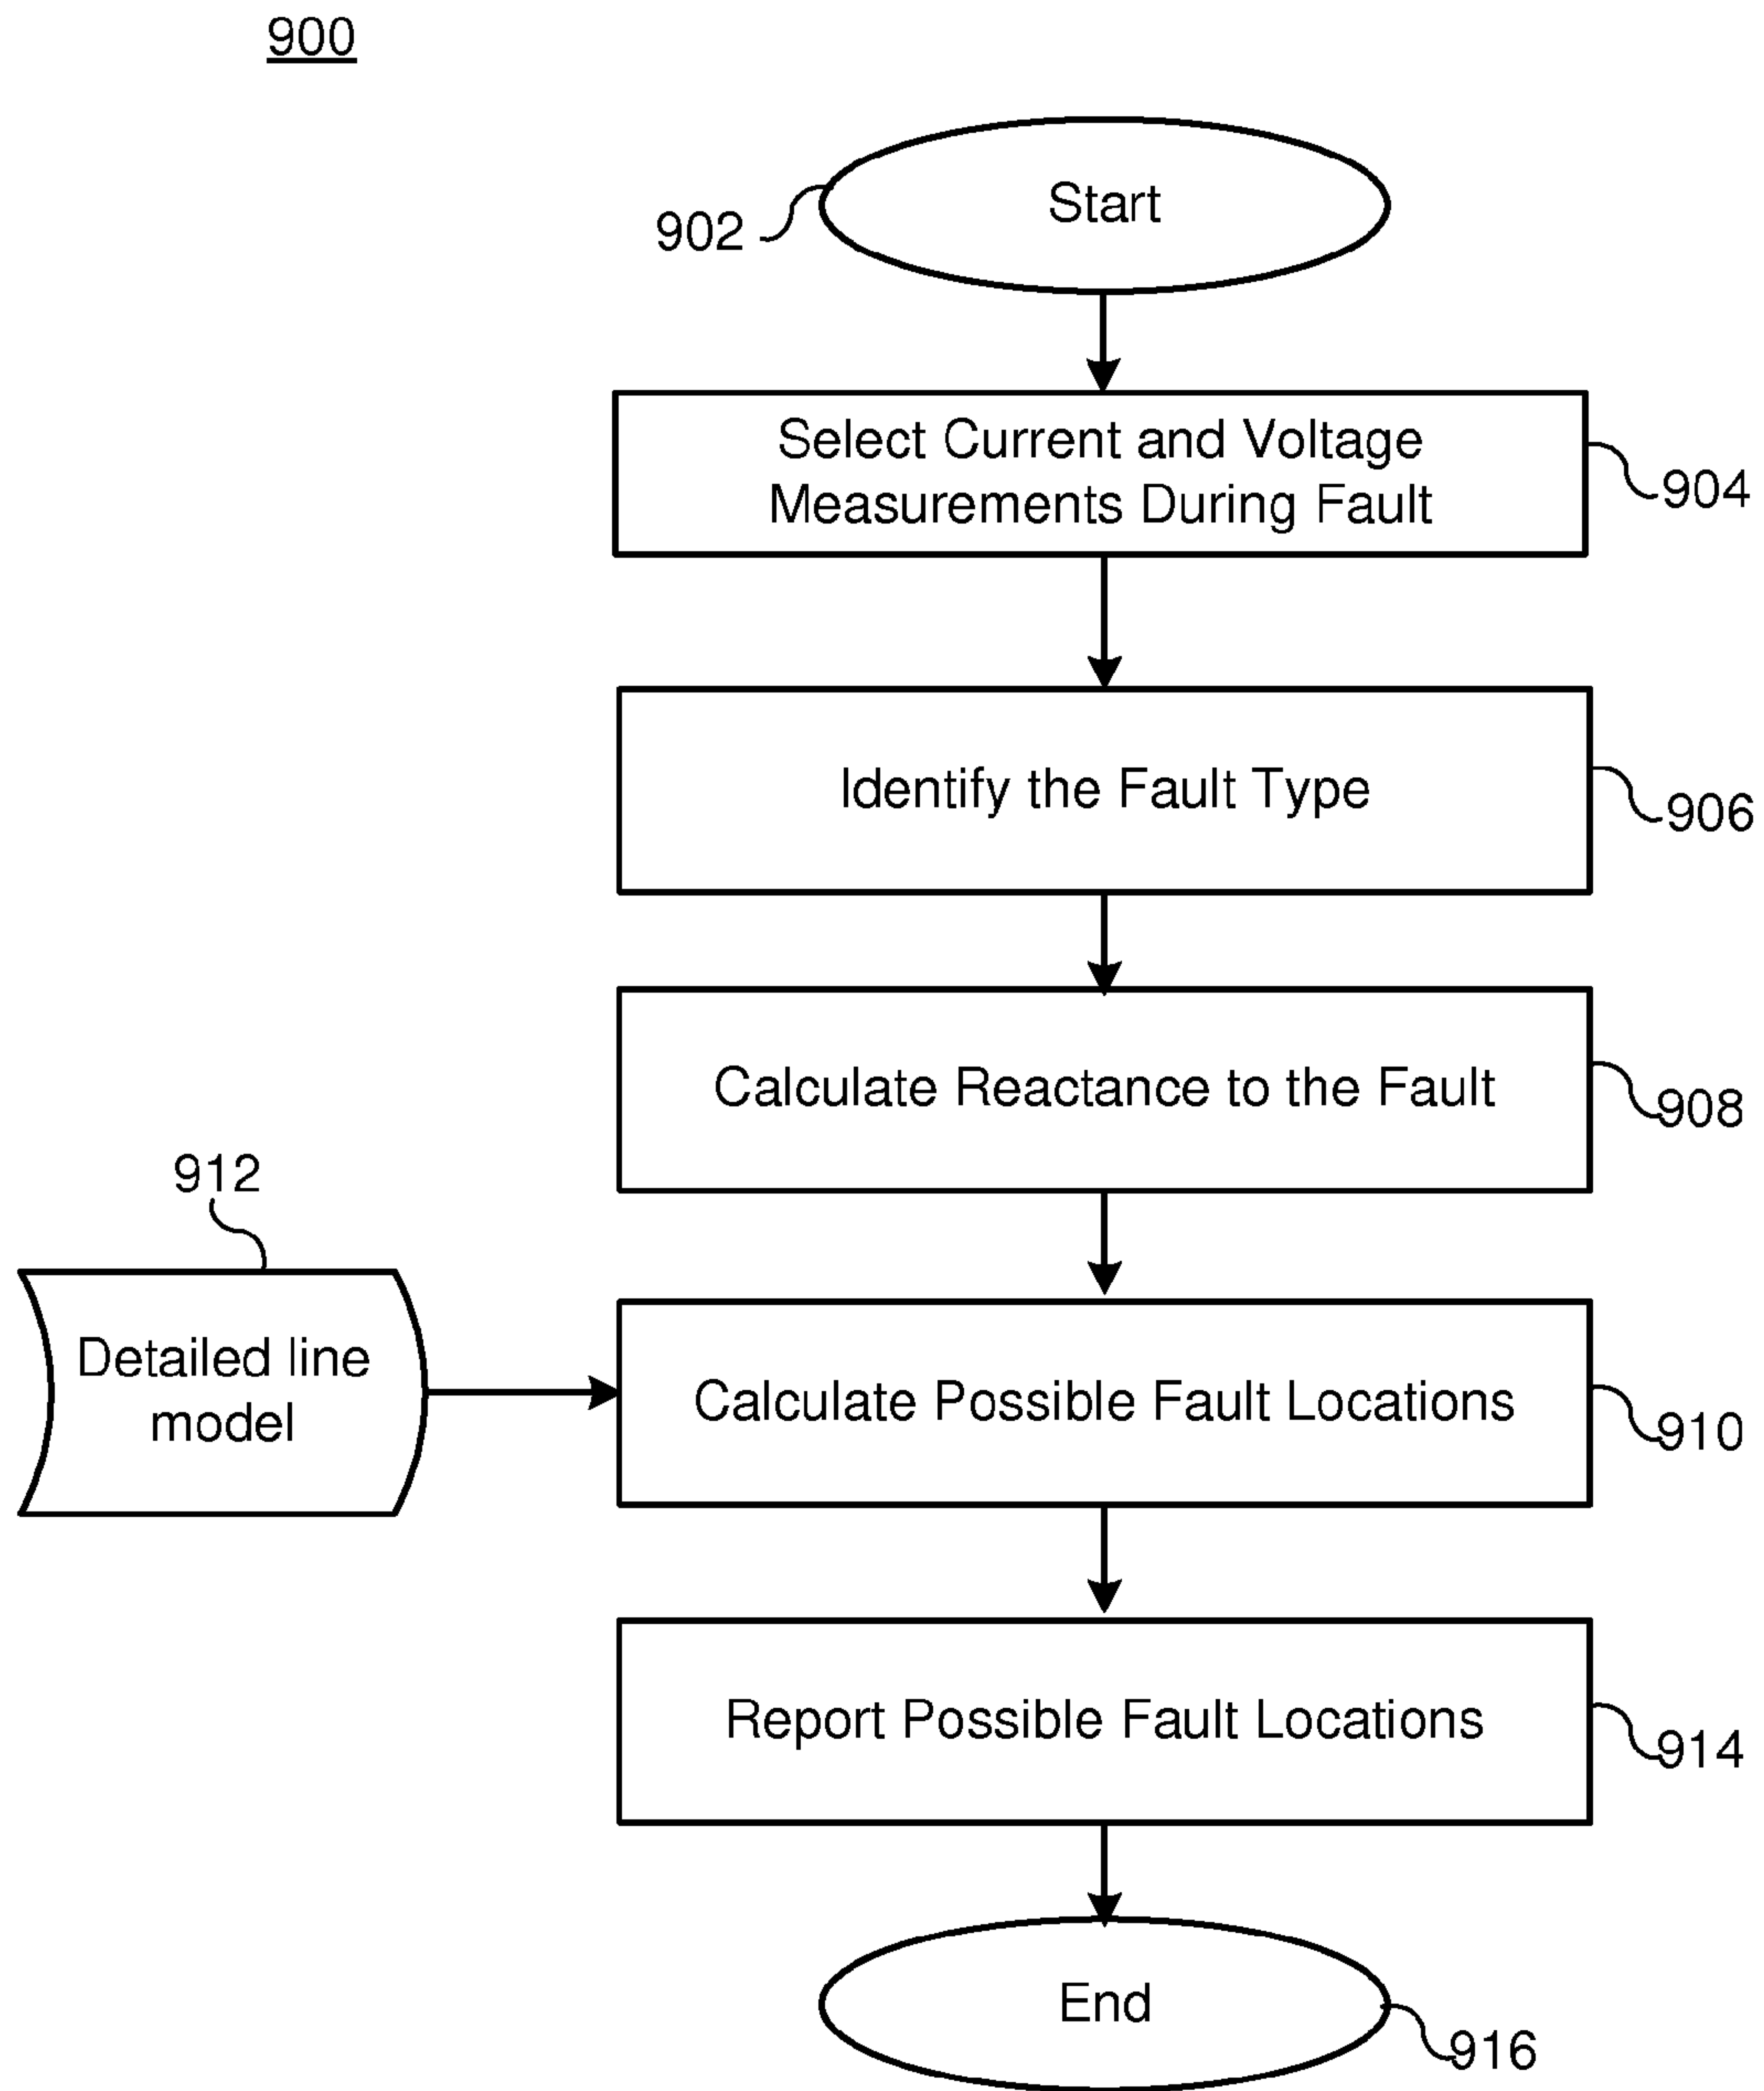 900
Start
902
Select Current and Voltage
Measurements During Fault
904
Identify the Fault Type
906
Calculate Reactance to the Fault
908
912
Detailed line
model
Calculate Possible Fault Locations
910
Report Possible Fault Locations
914
End
916